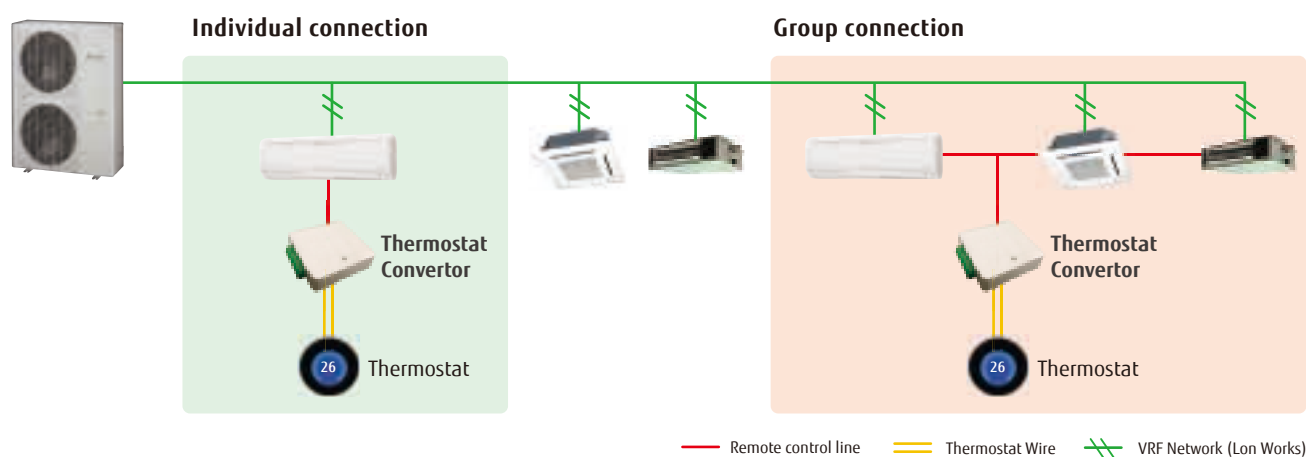 Individual connection
Group connection
Thermostat
Convertor
Thermostat
Convertor
26
Thermostat
26
Thermostat
Remote control line
Thermostat Wire
VRF Network (Lon Works)